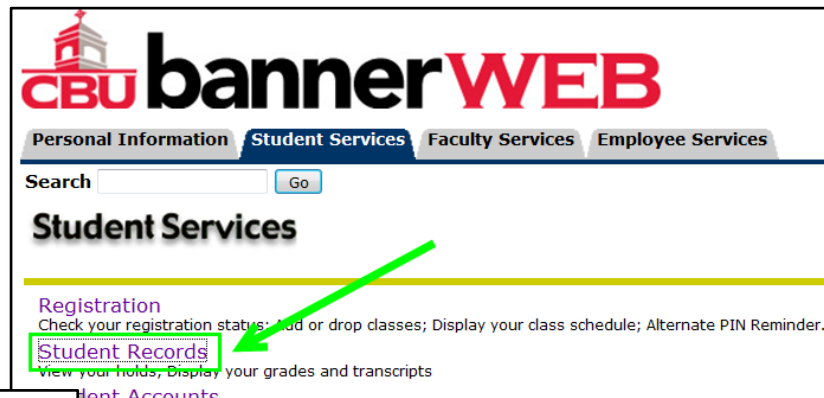 CBU bannerWEB
Personal Information Student Services Faculty Services Employee Services
Search Go
Student Services
Registration
Check your registration status; Add or drop classes; Display your class schedule; Alternate PIN Reminder.
Student Records
View your holds; Display your grades and transcripts
dent Accounts